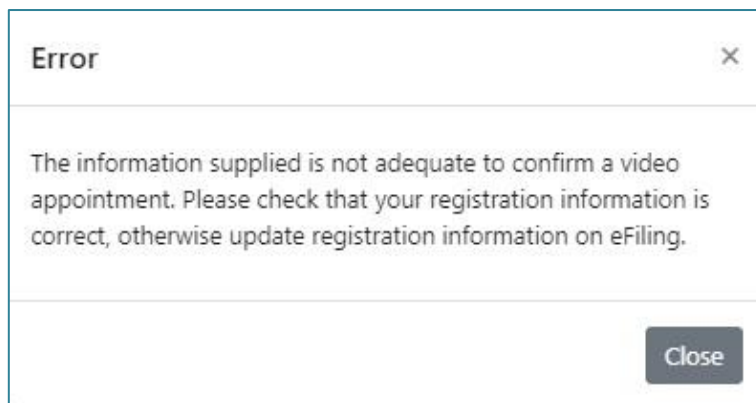 Error
×
The information supplied is not adequate to confirm a video
appointment. Please check that your registration information is
correct, otherwise update registration information on eFiling.
Close